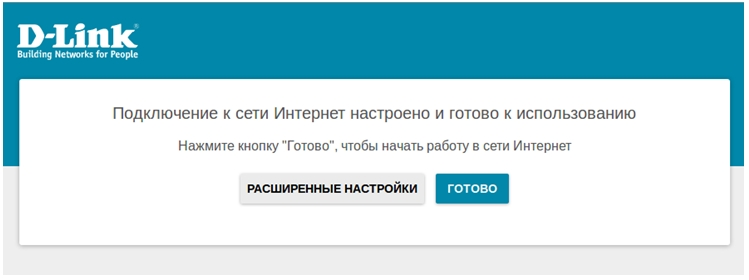 D-Link
Building Networks for People
Подключение к сети Интернет настроено и готово к использованию
Нажмите кнопку "Готово", чтобы начать работу в сети Интернет
РАСШИРЕННЫЕ НАСТРОЙКИ ГОТОВО